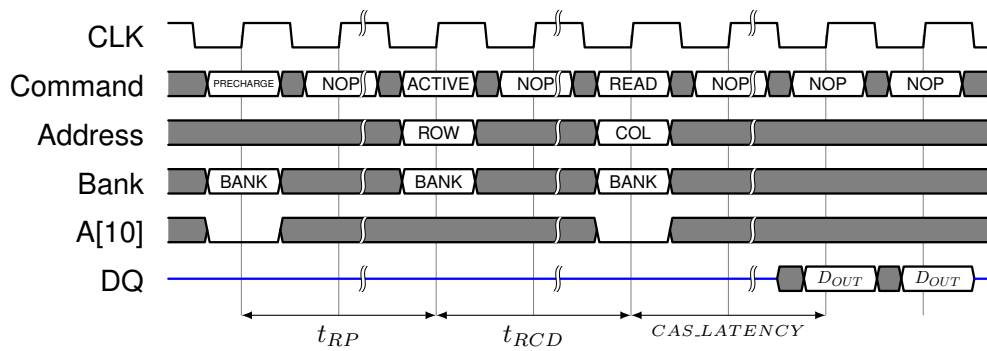 CLK
Command PRECHARGE NOP ACTIVE NOP READ NOP NOP NOP
Address ROW COL
Bank BANK BANK BANK
A[10]
DQ D_OUT D_OUT
t_RP t_RCD CAS_LATENCY